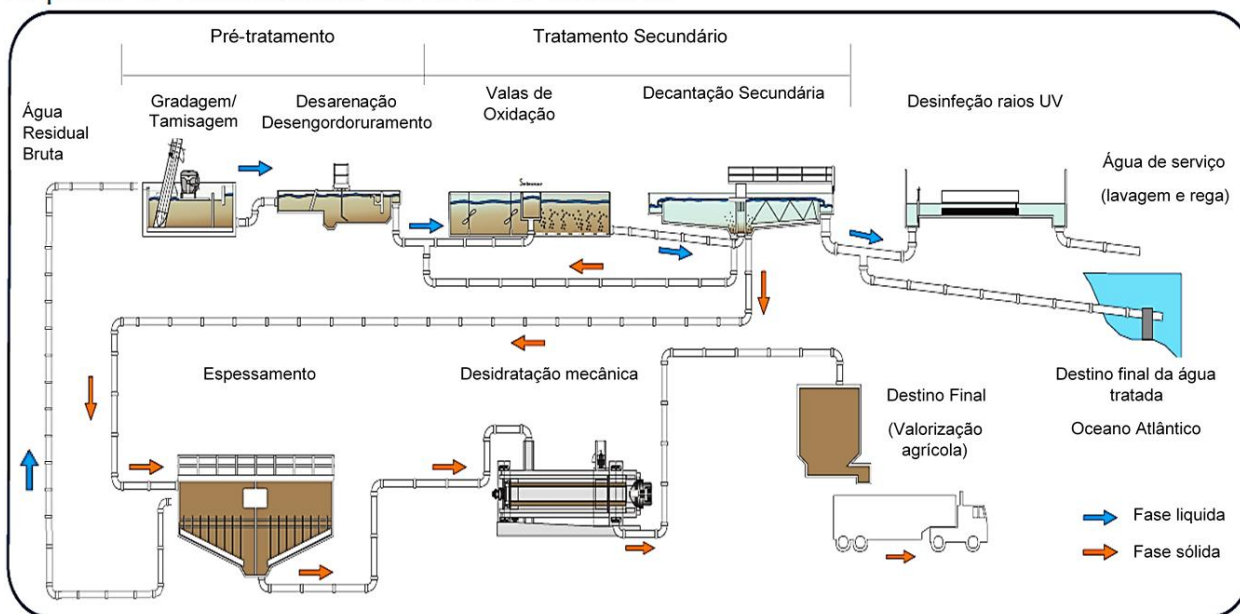 Pré-tratamento
Tratamento Secundário
Água
Residual
Bruta
Gradagem/
Tamisagem
Desarenação
Desengordoruramento
Valas de
Oxidação
Decantação Secundária
Desinfeção raios UV
Água de serviço
(lavagem e rega)
Espessamento
Desidratação mecânica
Destino Final
(Valorização
agrícola)
Destino final da água
tratada
Oceano Atlântico
Fase liquida
Fase sólida